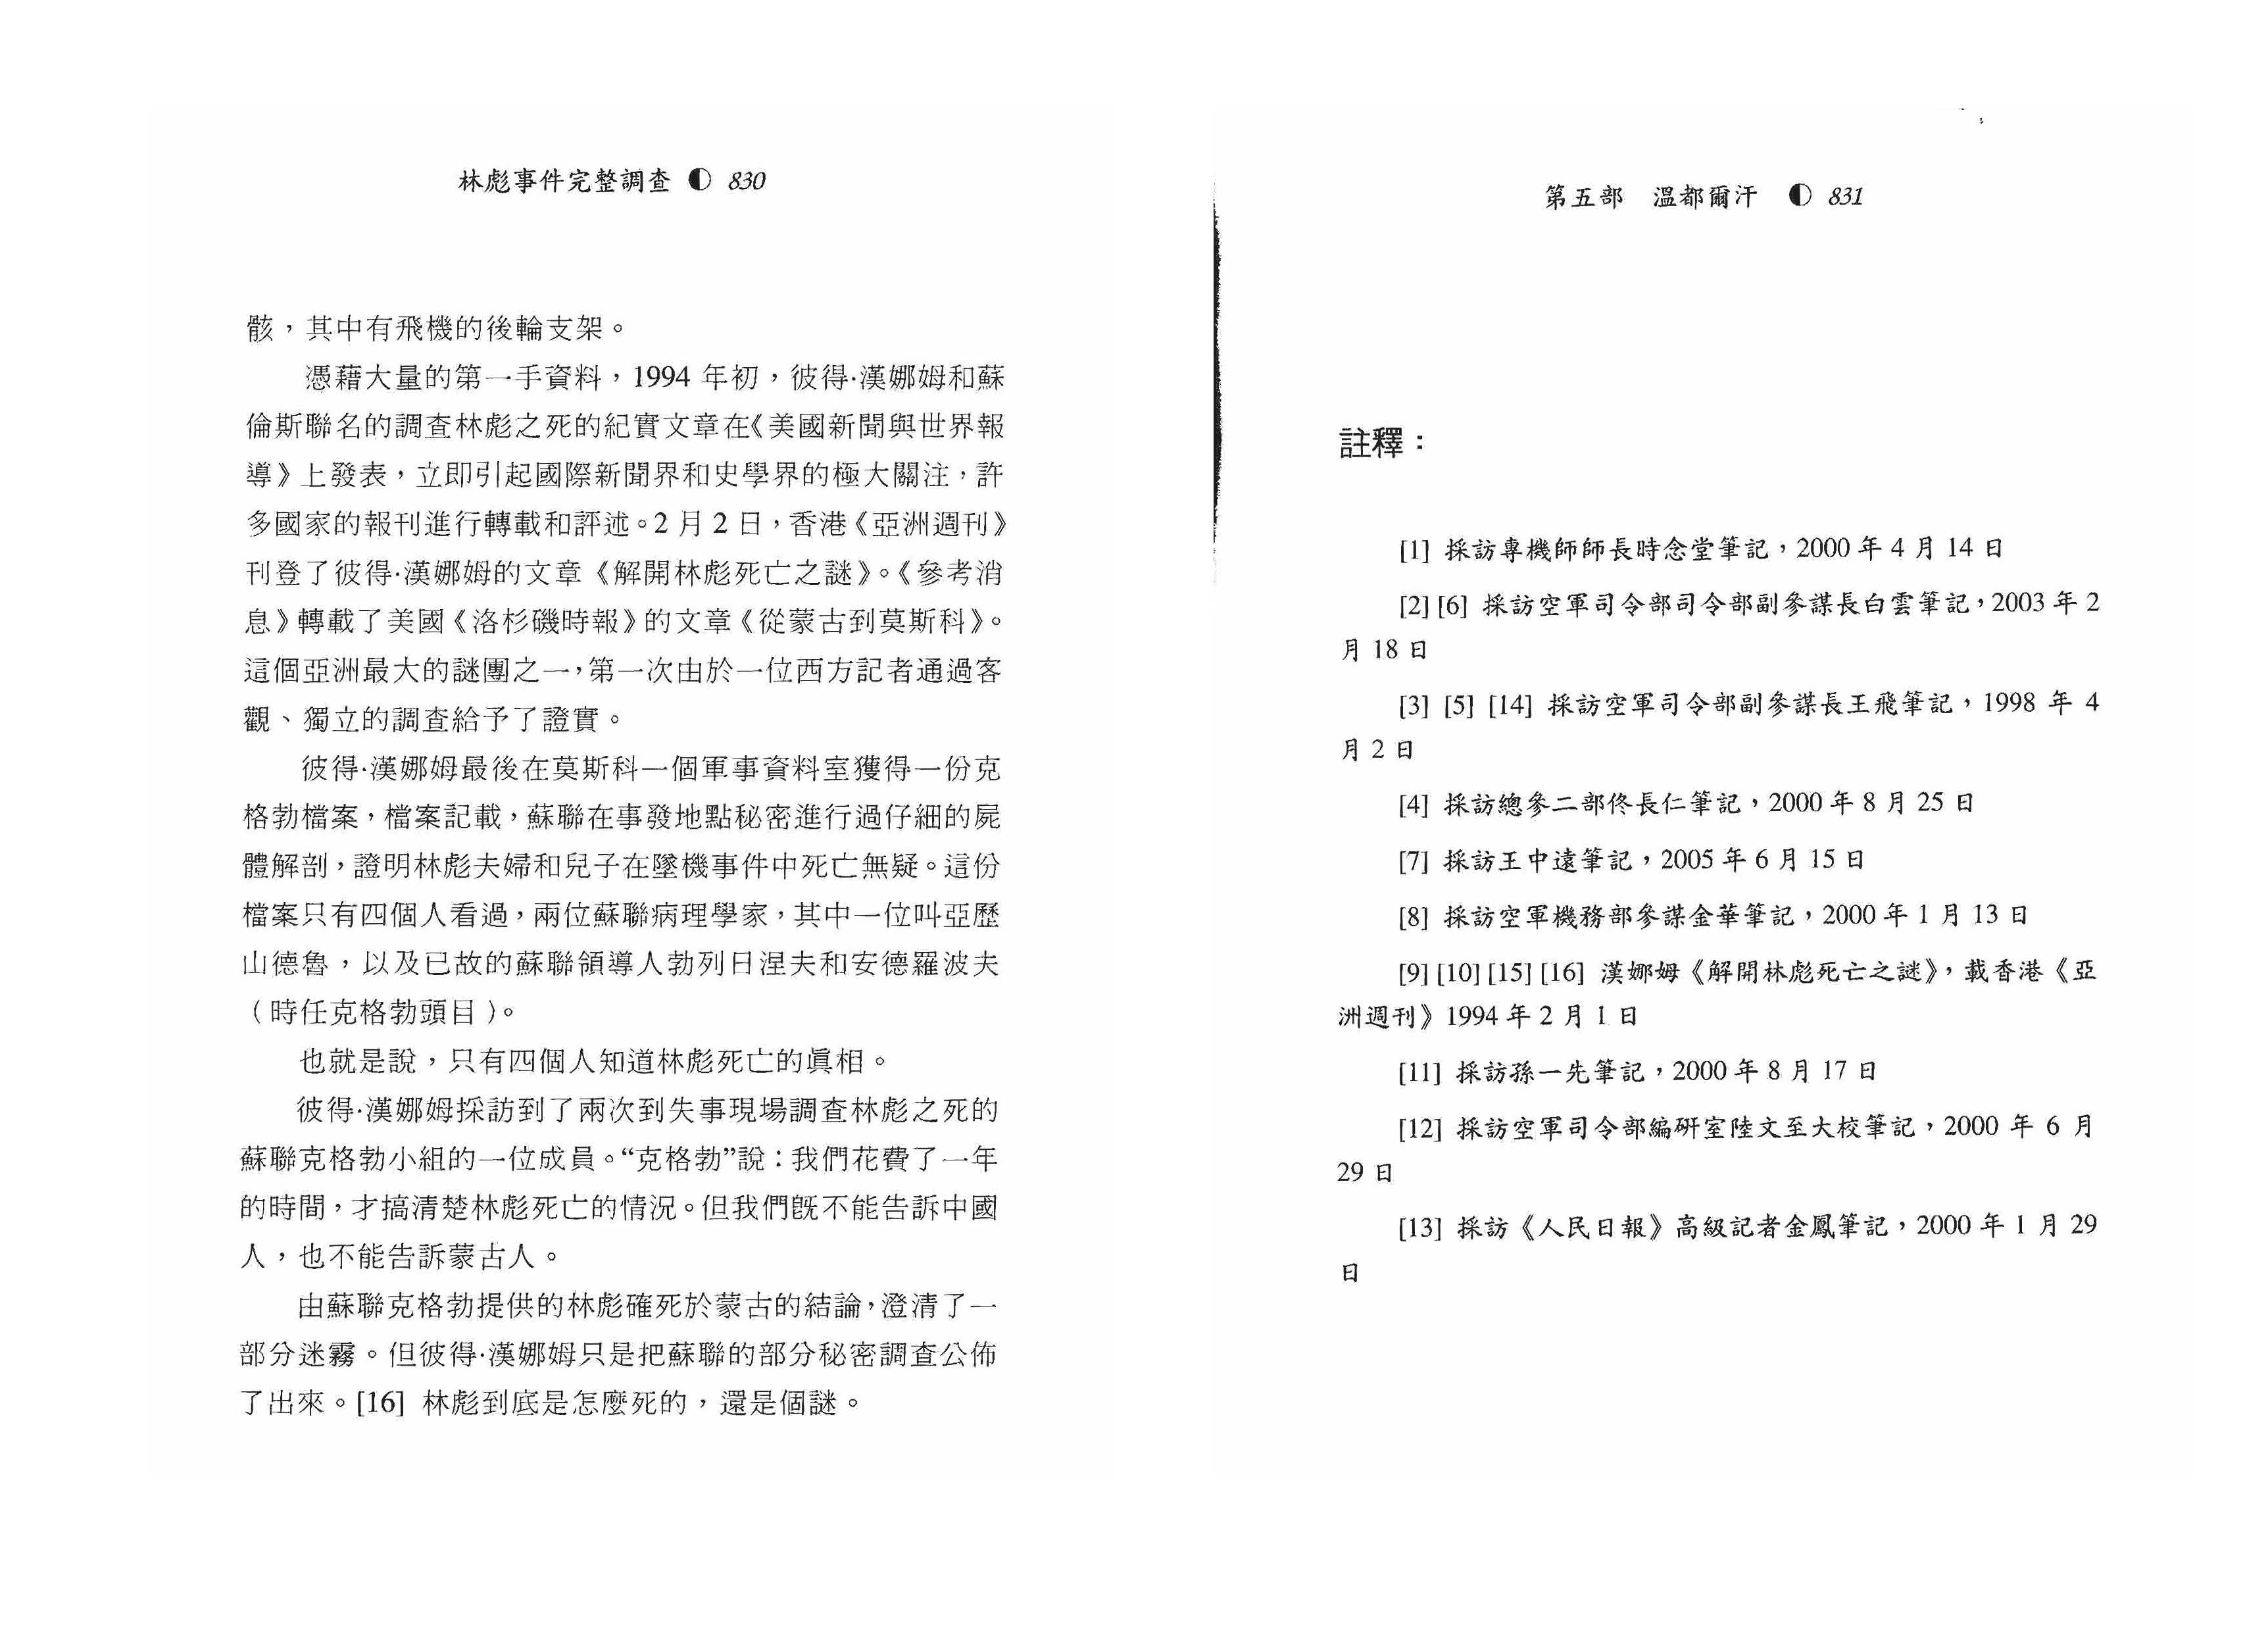 林彪事件完整調查 ◐ 830
骸，其中有飛機的後輪支架。
憑藉大量的第一手資料，1994 年初，彼得·漢娜姆和蘇
倫斯聯名的調查林彪之死的紀實文章在《美國新聞與世界報
導》上發表，立即引起國際新聞界和史學界的極大關注，許
多國家的報刊進行轉載和評述。2 月 2 日，香港《亞洲週刊》
刊登了彼得·漢娜姆的文章《解開林彪死亡之謎》。《參考消
息》轉載了美國《洛杉磯時報》的文章《從蒙古到莫斯科》。
這個亞洲最大的謎團之一，第一次由於一位西方記者通過客
觀、獨立的調查給予了證實。
彼得·漢娜姆最後在莫斯科一個軍事資料室獲得一份克
格勃檔案，檔案記載，蘇聯在事發地點秘密進行過仔細的屍
體解剖，證明林彪夫婦和兒子在墜機事件中死亡無疑。這份
檔案只有四個人看過，兩位蘇聯病理學家，其中一位叫亞歷
山德魯，以及已故的蘇聯領導人勃列日涅夫和安德羅波夫
（時任克格勃頭目）。
也就是說，只有四個人知道林彪死亡的眞相。
彼得·漢娜姆採訪到了兩次到失事現場調查林彪之死的
蘇聯克格勃小組的一位成員。“克格勃”說：我們花費了一年
的時間，才搞清楚林彪死亡的情況。但我們旣不能告訴中國
人，也不能告訴蒙古人。
由蘇聯克格勃提供的林彪確死於蒙古的結論，澄清了一
部分迷霧。但彼得·漢娜姆只是把蘇聯的部分秘密調查公佈
了出來。[16] 林彪到底是怎麼死的，還是個謎。
第五部　溫都爾汗　◐ 831
註釋：
[1] 採訪專機師師長時念堂筆記，2000 年 4 月 14 日
[2] [6] 採訪空軍司令部司令部副參謀長白雲筆記，2003 年 2
月 18 日
[3] [5] [14] 採訪空軍司令部副參謀長王飛筆記，1998 年 4
月 2 日
[4] 採訪總參二部佟長仁筆記，2000 年 8 月 25 日
[7] 採訪王中遠筆記，2005 年 6 月 15 日
[8] 採訪空軍機務部參謀金華筆記，2000 年 1 月 13 日
[9] [10] [15] [16] 漢娜姆《解開林彪死亡之謎》，載香港《亞
洲週刊》1994 年 2 月 1 日
[11] 採訪孫一先筆記，2000 年 8 月 17 日
[12] 採訪空軍司令部編研室陸文至大校筆記，2000 年 6 月
29 日
[13] 採訪《人民日報》高級記者金鳳筆記，2000 年 1 月 29
日